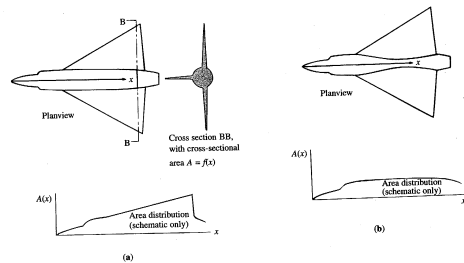 B
x
Planview
B
Cross section BB,
with cross-sectional
area A = f(x)
A(x)
Area distribution
(schematic only)
x
(a)
x
Planview
A(x)
Area distribution
(schematic only)
x
(b)